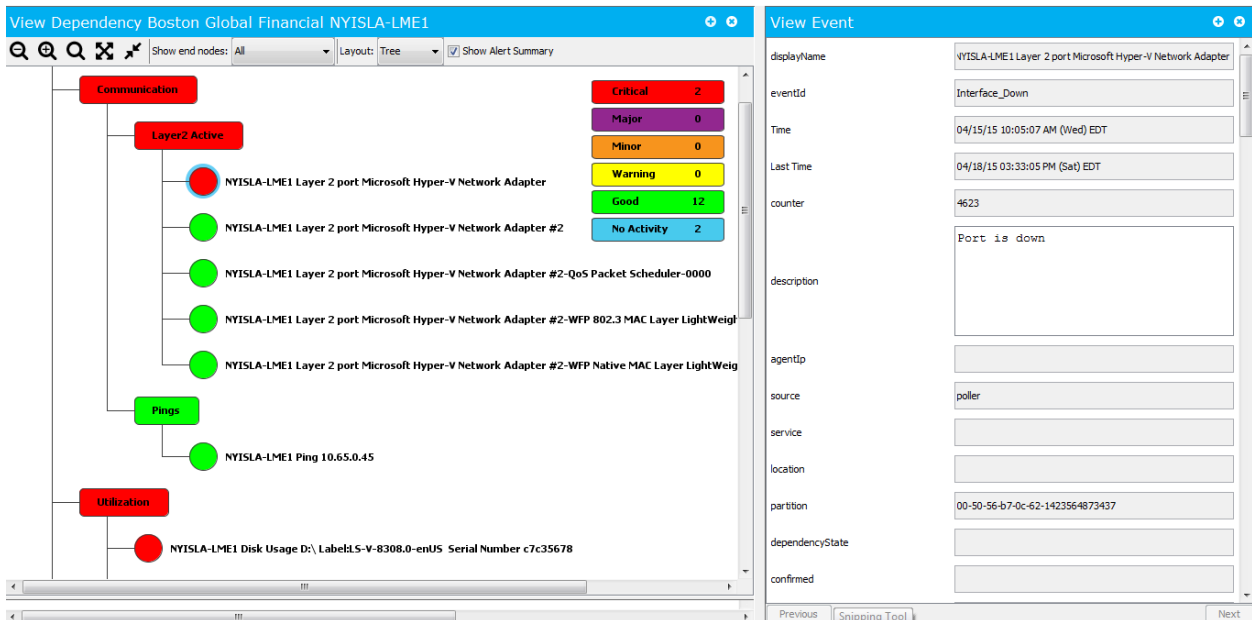 View Dependency Boston Global Financial NYISLA-LME1
Show end nodes: All Layout: Tree Show Alert Summary
Communication
Layer2 Active
NYISLA-LME1 Layer 2 port Microsoft Hyper-V Network Adapter
NYISLA-LME1 Layer 2 port Microsoft Hyper-V Network Adapter #2
NYISLA-LME1 Layer 2 port Microsoft Hyper-V Network Adapter #2-QoS Packet Scheduler-0000
NYISLA-LME1 Layer 2 port Microsoft Hyper-V Network Adapter #2-WFP 802.3 MAC Layer LightWeigh
NYISLA-LME1 Layer 2 port Microsoft Hyper-V Network Adapter #2-WFP Native MAC Layer LightWeig
Pings
NYISLA-LME1 Ping 10.65.0.45
Utilization
NYISLA-LME1 Disk Usage D:\ Label:LS-V-8308.0-enUS Serial Number c7c35678
Critical 2
Major 0
Minor 0
Warning 0
Good 12
No Activity 2
View Event
displayName NYISLA-LME1 Layer 2 port Microsoft Hyper-V Network Adapter
eventId Interface_Down
Time 04/15/15 10:05:07 AM (Wed) EDT
Last Time 04/18/15 03:33:05 PM (Sat) EDT
counter 4623
description Port is down
agentIp
source poller
service
location
partition 00-50-56-b7-0c-62-1423564873437
dependencyState
confirmed
Previous Snipping Tool Next